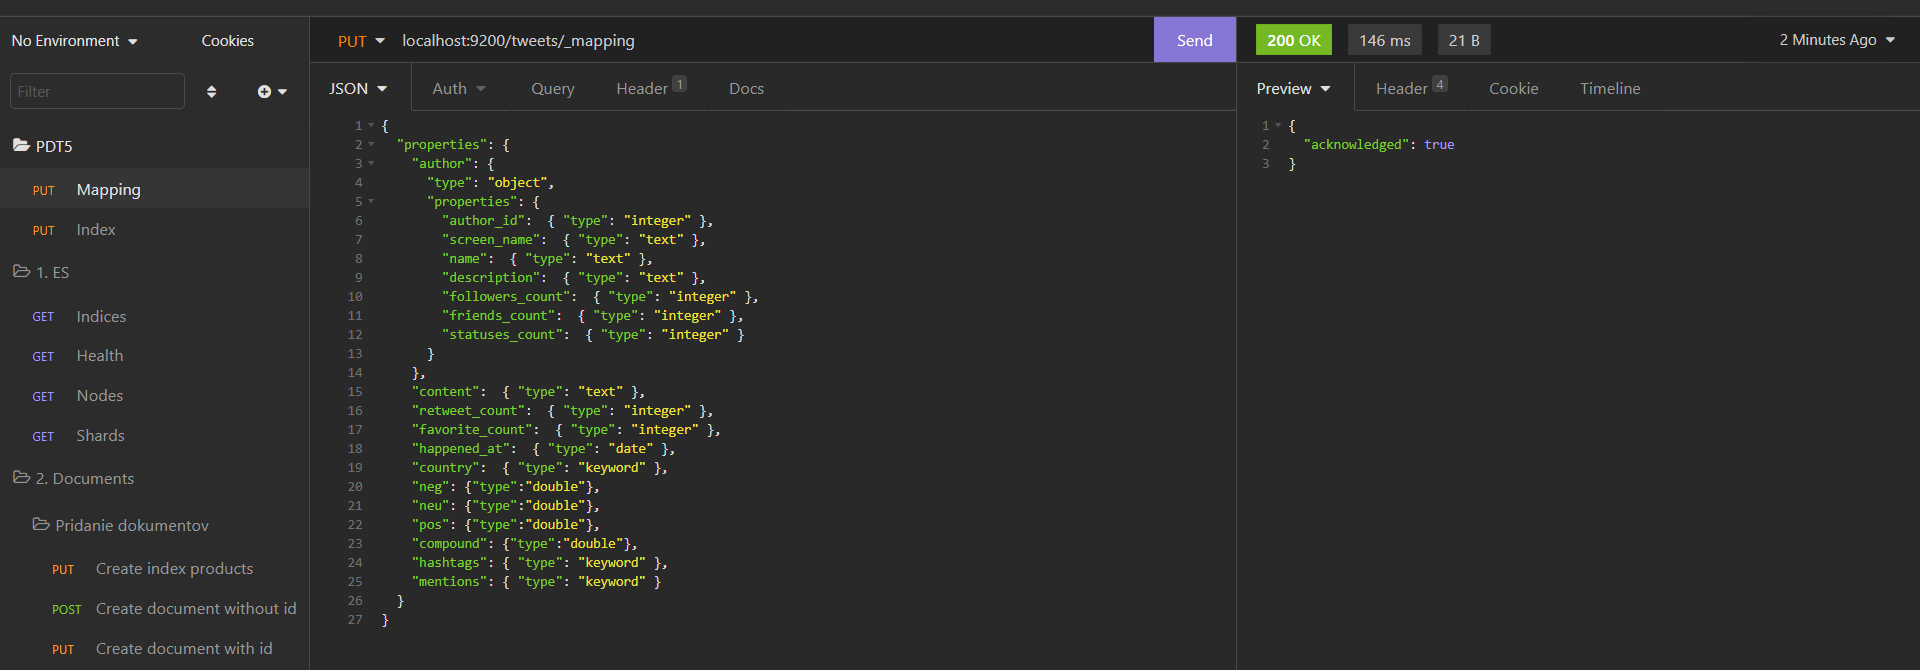 No Environment
Cookies
Filter
PDT5
PUT Mapping
PUT Index
1. ES
GET Indices
GET Health
GET Nodes
GET Shards
2. Documents
Pridanie dokumentov
PUT Create index products
POST Create document without id
PUT Create document with id
PUT localhost:9200/tweets/_mapping Send
JSON Auth Query Header 1 Docs
1 {
2 "properties": {
3 "author": {
4 "type": "object",
5 "properties": {
6 "author_id": { "type": "integer" },
7 "screen_name": { "type": "text" },
8 "name": { "type": "text" },
9 "description": { "type": "text" },
10 "followers_count": { "type": "integer" },
11 "friends_count": { "type": "integer" },
12 "statuses_count": { "type": "integer" }
13 }
14 },
15 "content": { "type": "text" },
16 "retweet_count": { "type": "integer" },
17 "favorite_count": { "type": "integer" },
18 "happened_at": { "type": "date" },
19 "country": { "type": "keyword" },
20 "neg": {"type":"double"},
21 "neu": {"type":"double"},
22 "pos": {"type":"double"},
23 "compound": {"type":"double"},
24 "hashtags": { "type": "keyword" },
25 "mentions": { "type": "keyword" }
26 }
27 }
200 OK 146 ms 21 B 2 Minutes Ago
Preview Header 4 Cookie Timeline
1 {
2 "acknowledged": true
3 }